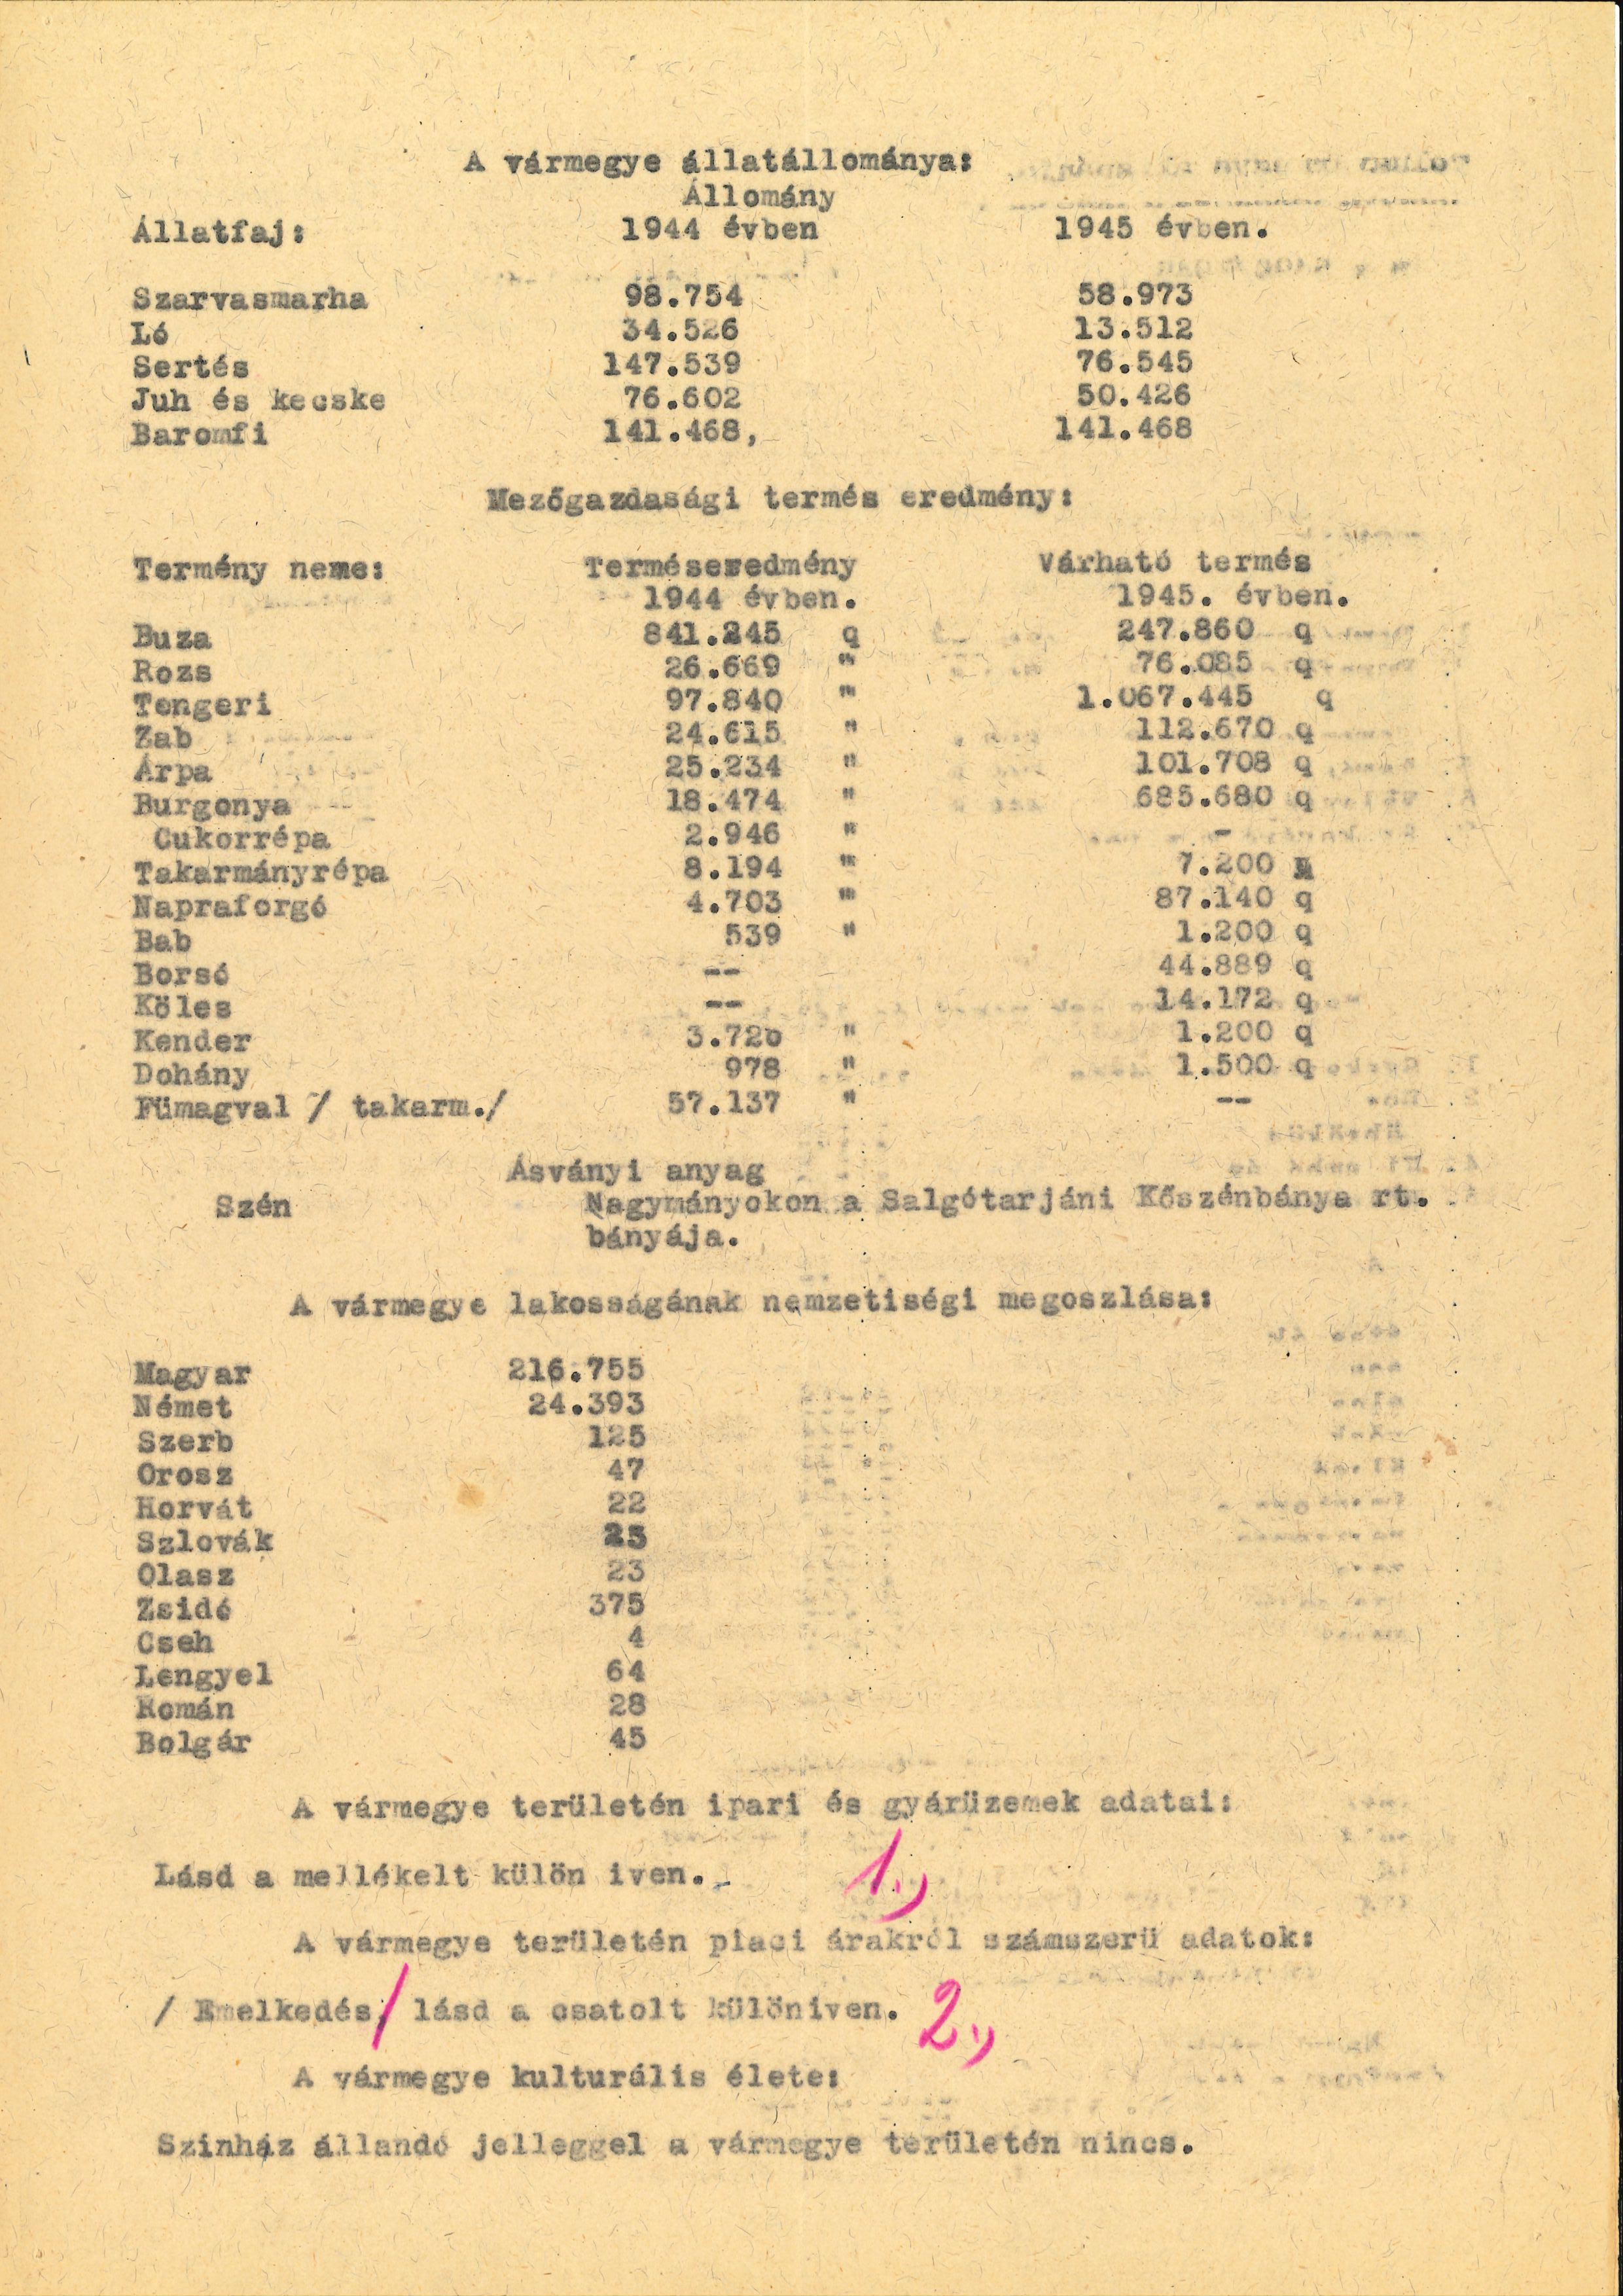 A vármegye állatállománya:
Állomány
Állatfaj: 1944 évben 1945 évben.
Szarvasmarha 98.754 58.973
Ló 34.526 13.512
Sertés 147.539 76.545
Juh és kecske 76.602 50.426
Baromfi 141.468, 141.468
Mezőgazdasági termés eredmény:
Termény neme: Terméseredmény Várható termés
1944 évben. 1945. évben.
Buza 841.245 q 247.860 q
Rozs 26.669 " 76.085 q
Tengeri 97.840 " 1.067.445 q
Zab 24.615 " 112.670 q
Árpa 25.234 " 101.708 q
Burgonya 18.474 " 685.680 q
Cukorrépa 2.946 " -
Takarmányrépa 8.194 " 7.200
Napraforgó 4.703 " 87.140 q
Bab 539 " 1.200 q
Borsó -- 44.889 q
Köles -- 14.172 q
Kender 3.720 " 1.200 q
Dohány 978 " 1.500 q
Fümagval / takarm./ 57.137 " --
Ásványi anyag
Szén Nagymányokon a Salgótarjáni Kőszénbánya rt.
bányája.
A vármegye lakosságának nemzetiségi megoszlása:
Magyar 216.755
Német 24.393
Szerb 125
Orosz 47
Horvát 22
Szlovák 25
Olasz 23
Zsidó 375
Cseh 4
Lengyel 64
Román 28
Bolgár 45
A vármegye területén ipari és gyárüzemek adatai:
Lásd a mellékelt külön iven.- 1.,)
A vármegye területén piaci árakról számszerü adatok:
/ Emelkedés/ lásd a csatolt különiven. 2.,)
A vármegye kulturális élete:
Szinház állandó jelleggel a vármegye területén nincs.